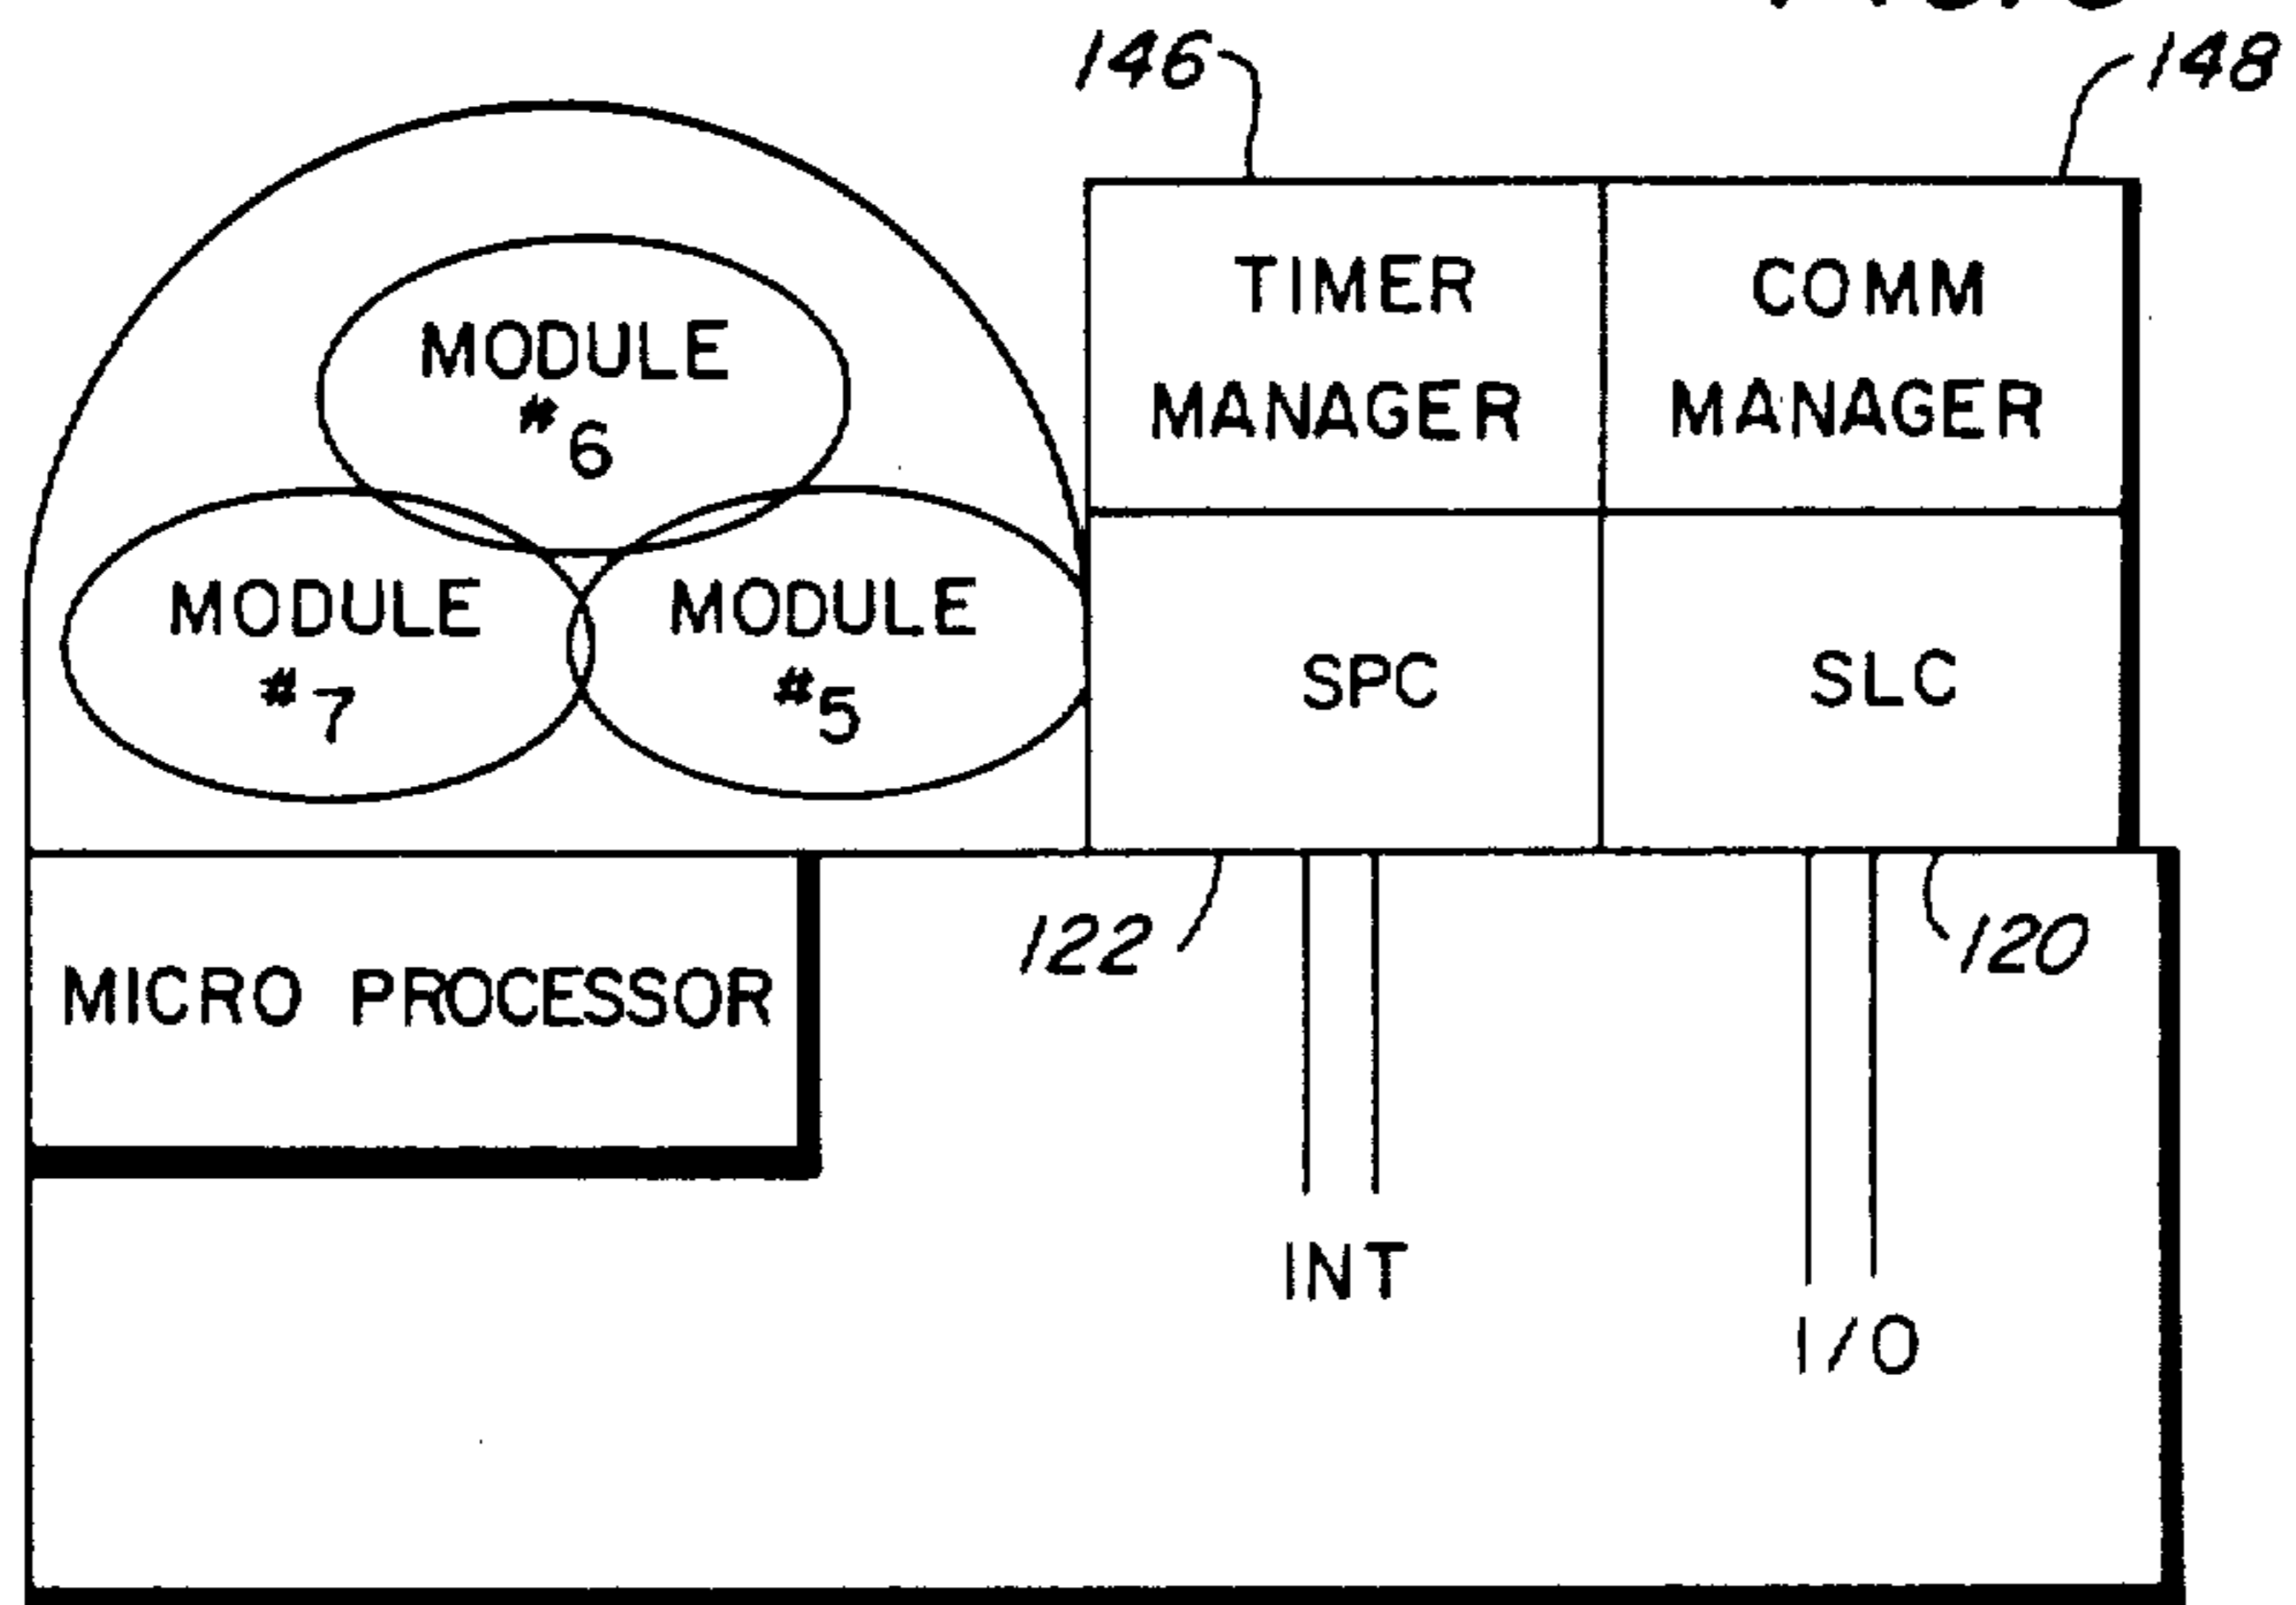 146
148
TIMER
MANAGER
COMM
MANAGER
MODULE
#6
MODULE
#7
MODULE
#5
SPC
SLC
122
120
MICRO PROCESSOR
INT
I/O